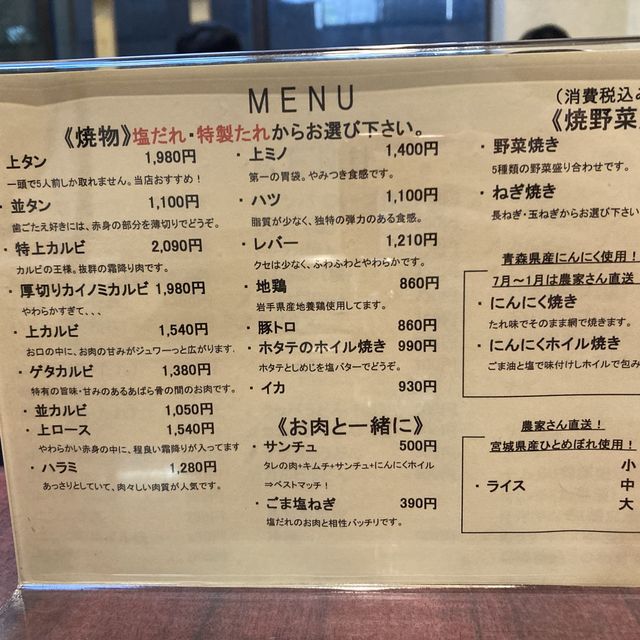 MENU
《焼物》塩だれ・特製たれからお選び下さい。
上タン 1,980円
一頭で5人前しか取れません。当店おすすめ！
・並タン 1,100円
歯ごたえ好きには、赤身の部分を薄切りでどうぞ。
・特上カルビ 2,090円
カルビの王様。抜群の霜降り肉です。
・厚切りカイノミカルビ 1,980円
やわらかすぎて、、、
・上カルビ 1,540円
お口の中に、お肉の甘みがジュワーっと広がります。
・ゲタカルビ 1,380円
特有の旨味・甘みのあるあばら骨の間のお肉です。
・並カルビ 1,050円
・上ロース 1,540円
やわらかい赤身の中に、程良い霜降りが入ってます
・ハラミ 1,280円
あっさりとしていて、肉々しい肉質が人気です。
・上ミノ 1,400円
第一の胃袋。やみつき食感です。
・ハツ 1,100円
脂質が少なく、独特の弾力のある食感。
・レバー 1,210円
クセは少なく、ふわふわとやわらかです。
・地鶏 860円
岩手県産地養鶏使用してます。
・豚トロ 860円
・ホタテのホイル焼き 990円
ホタテとしめじを塩バターでどうぞ。
・イカ 930円
《お肉と一緒に》
・サンチュ 500円
タレの肉+キムチ+サンチュ+にんにくホイル
⇒ベストマッチ！
・ごま塩ねぎ 390円
塩だれのお肉と相性バッチリです。
（消費税込み
《焼野菜
・野菜焼き
5種類の野菜盛り合わせです。
・ねぎ焼き
長ねぎ・玉ねぎからお選び下さい
青森県産にんにく使用！
7月～1月は農家さん直送
・にんにく焼き
たれ味でそのまま網で焼きます。
・にんにくホイル焼き
ごま油と塩で味付けしホイルで包み
農家さん直送！
宮城県産ひとめぼれ使用！
小
・ライス 中
大